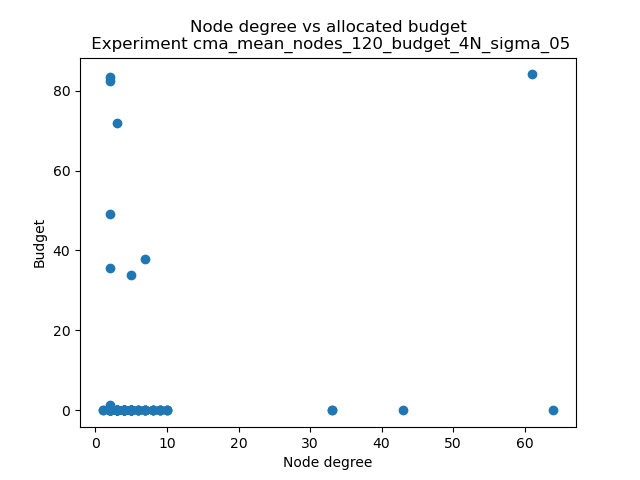 Node degree vs allocated budget
Experiment cma_mean_nodes_120_budget_4N_sigma_05
80
60
40
20
0
Budget
0 10 20 30 40 50 60
Node degree